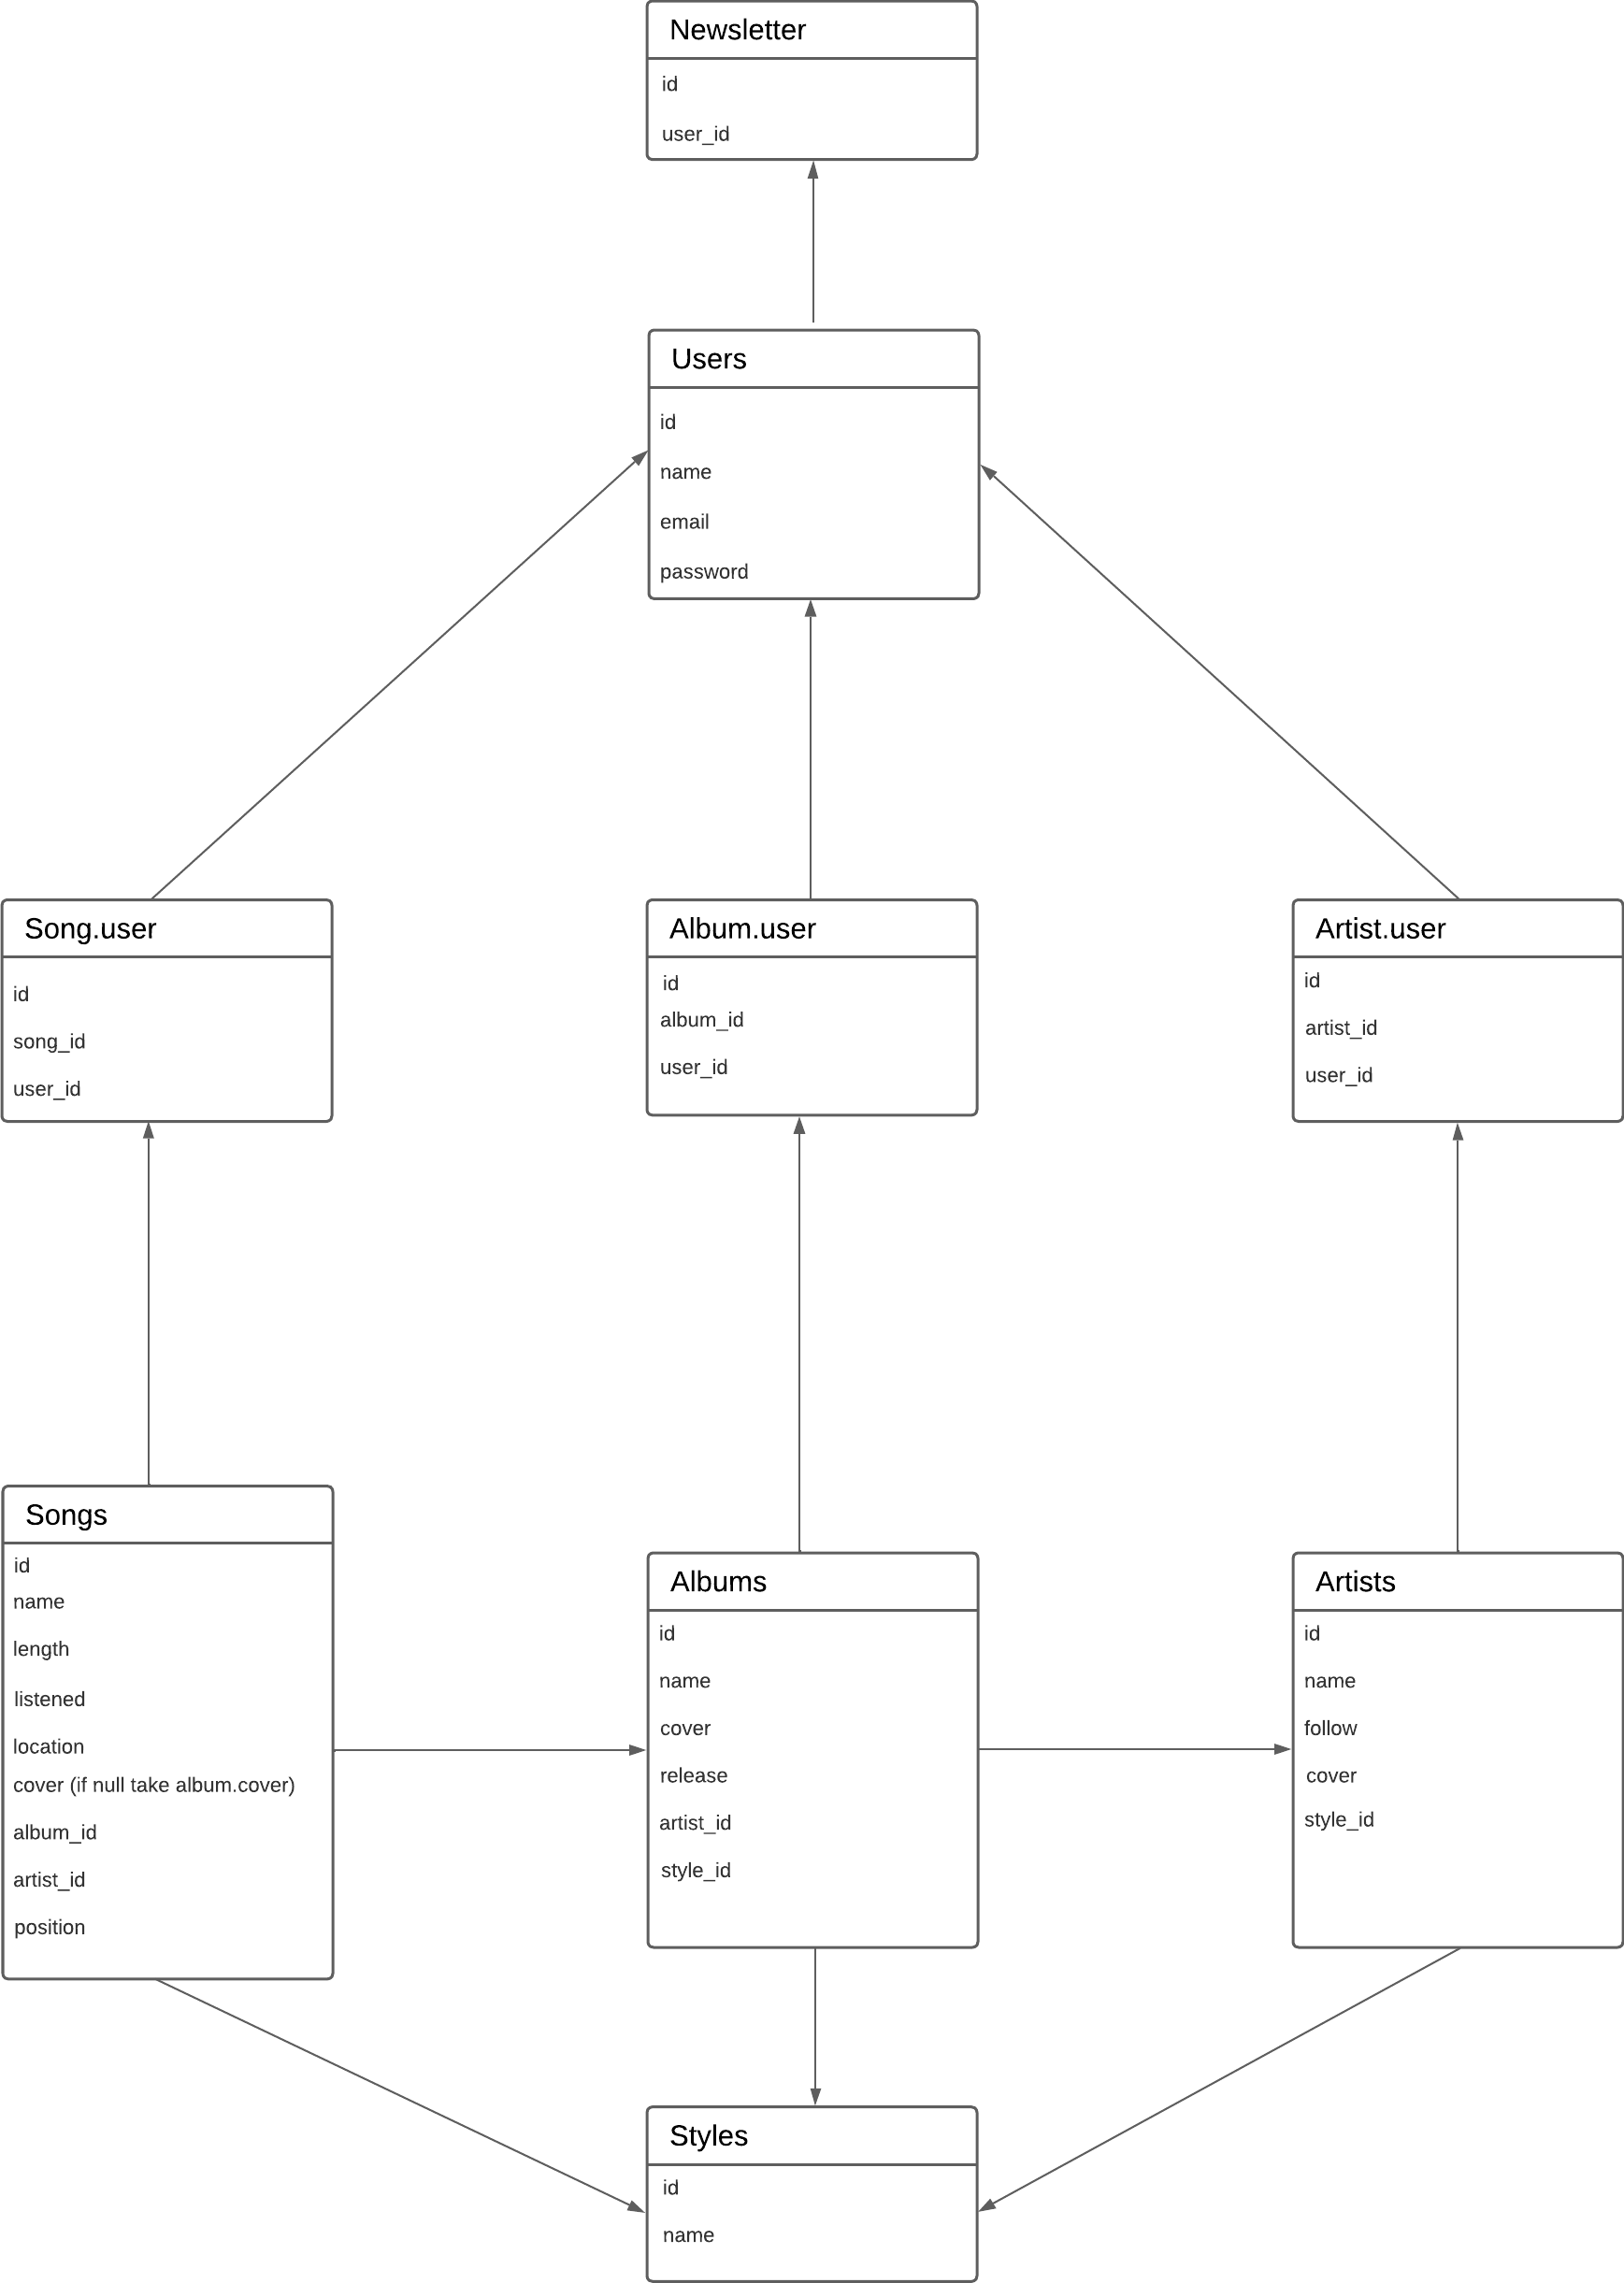 Newsletter
id
user_id
Users
id
name
email
password
Song.user
id
song_id
user_id
Album.user
id
album_id
user_id
Artist.user
id
artist_id
user_id
Songs
id
name
length
listened
location
cover (if null take album.cover)
album_id
artist_id
position
Albums
id
name
cover
release
artist_id
style_id
Artists
id
name
follow
cover
style_id
Styles
id
name